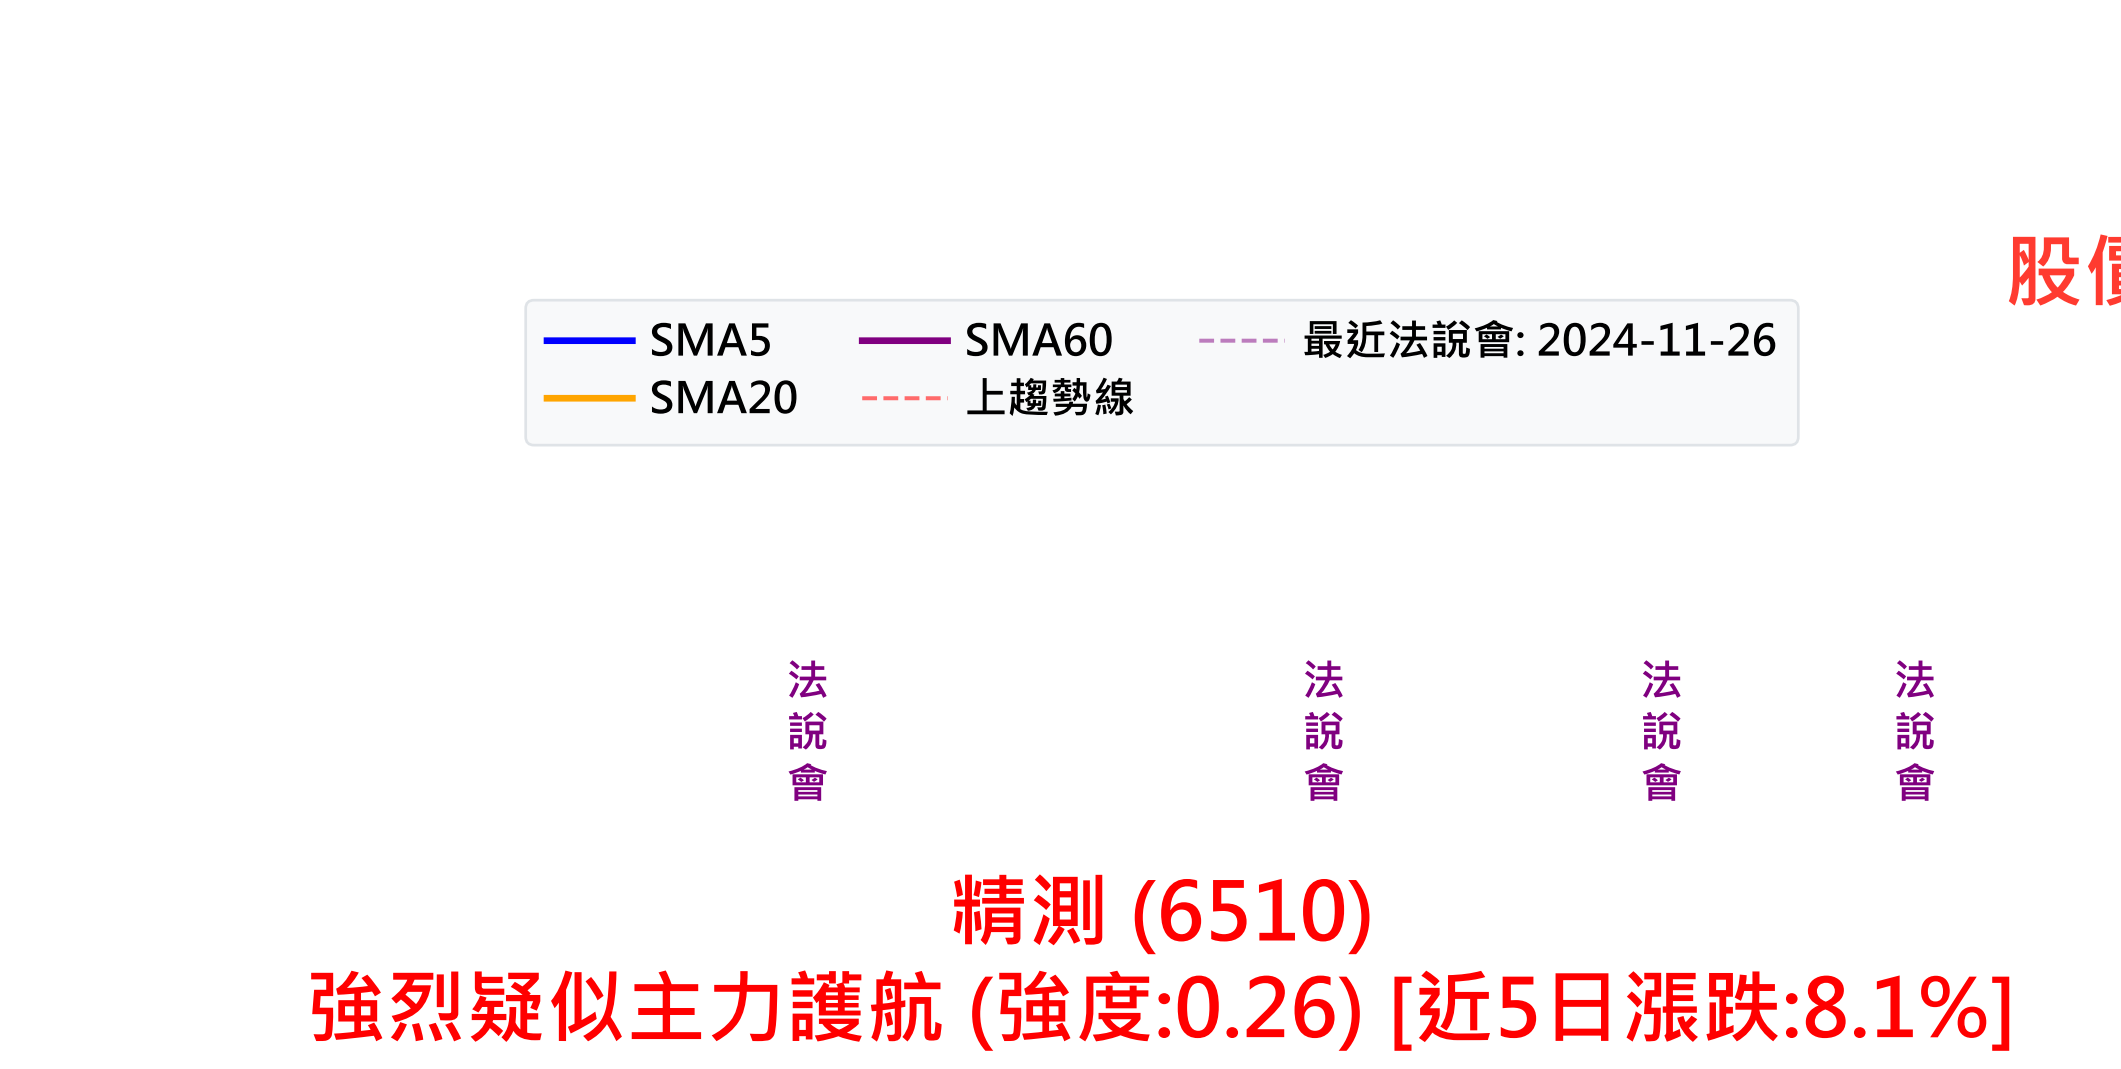 股
SMA5
SMA60
最近法說會: 2024-11-26
SMA20
上趨勢線
法說會
法說會
法說會
法說會
精測 (6510)
強烈疑似主力護航 (強度:0.26) [近5日漲跌:8.1%]